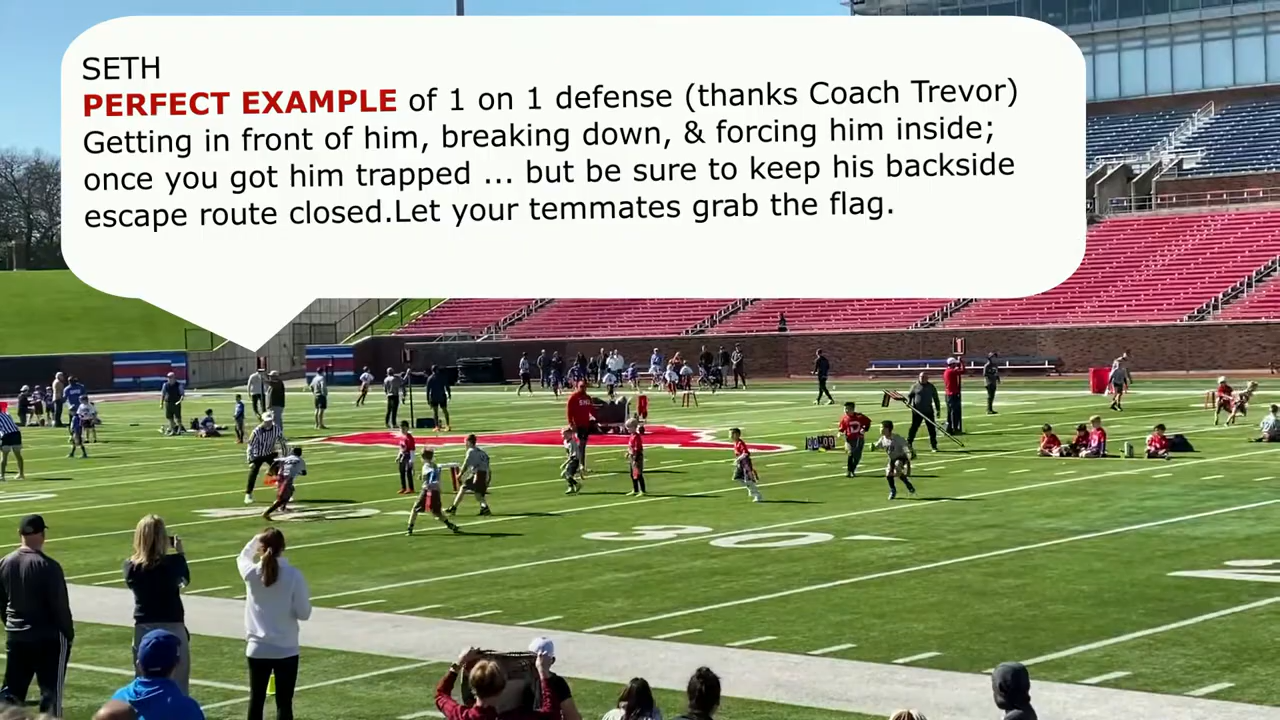 SETH
PERFECT EXAMPLE of 1 on 1 defense (thanks Coach Trevor)
Getting in front of him, breaking down, & forcing him inside;
once you got him trapped ... but be sure to keep his backside
escape route closed.Let your temmates grab the flag.
30